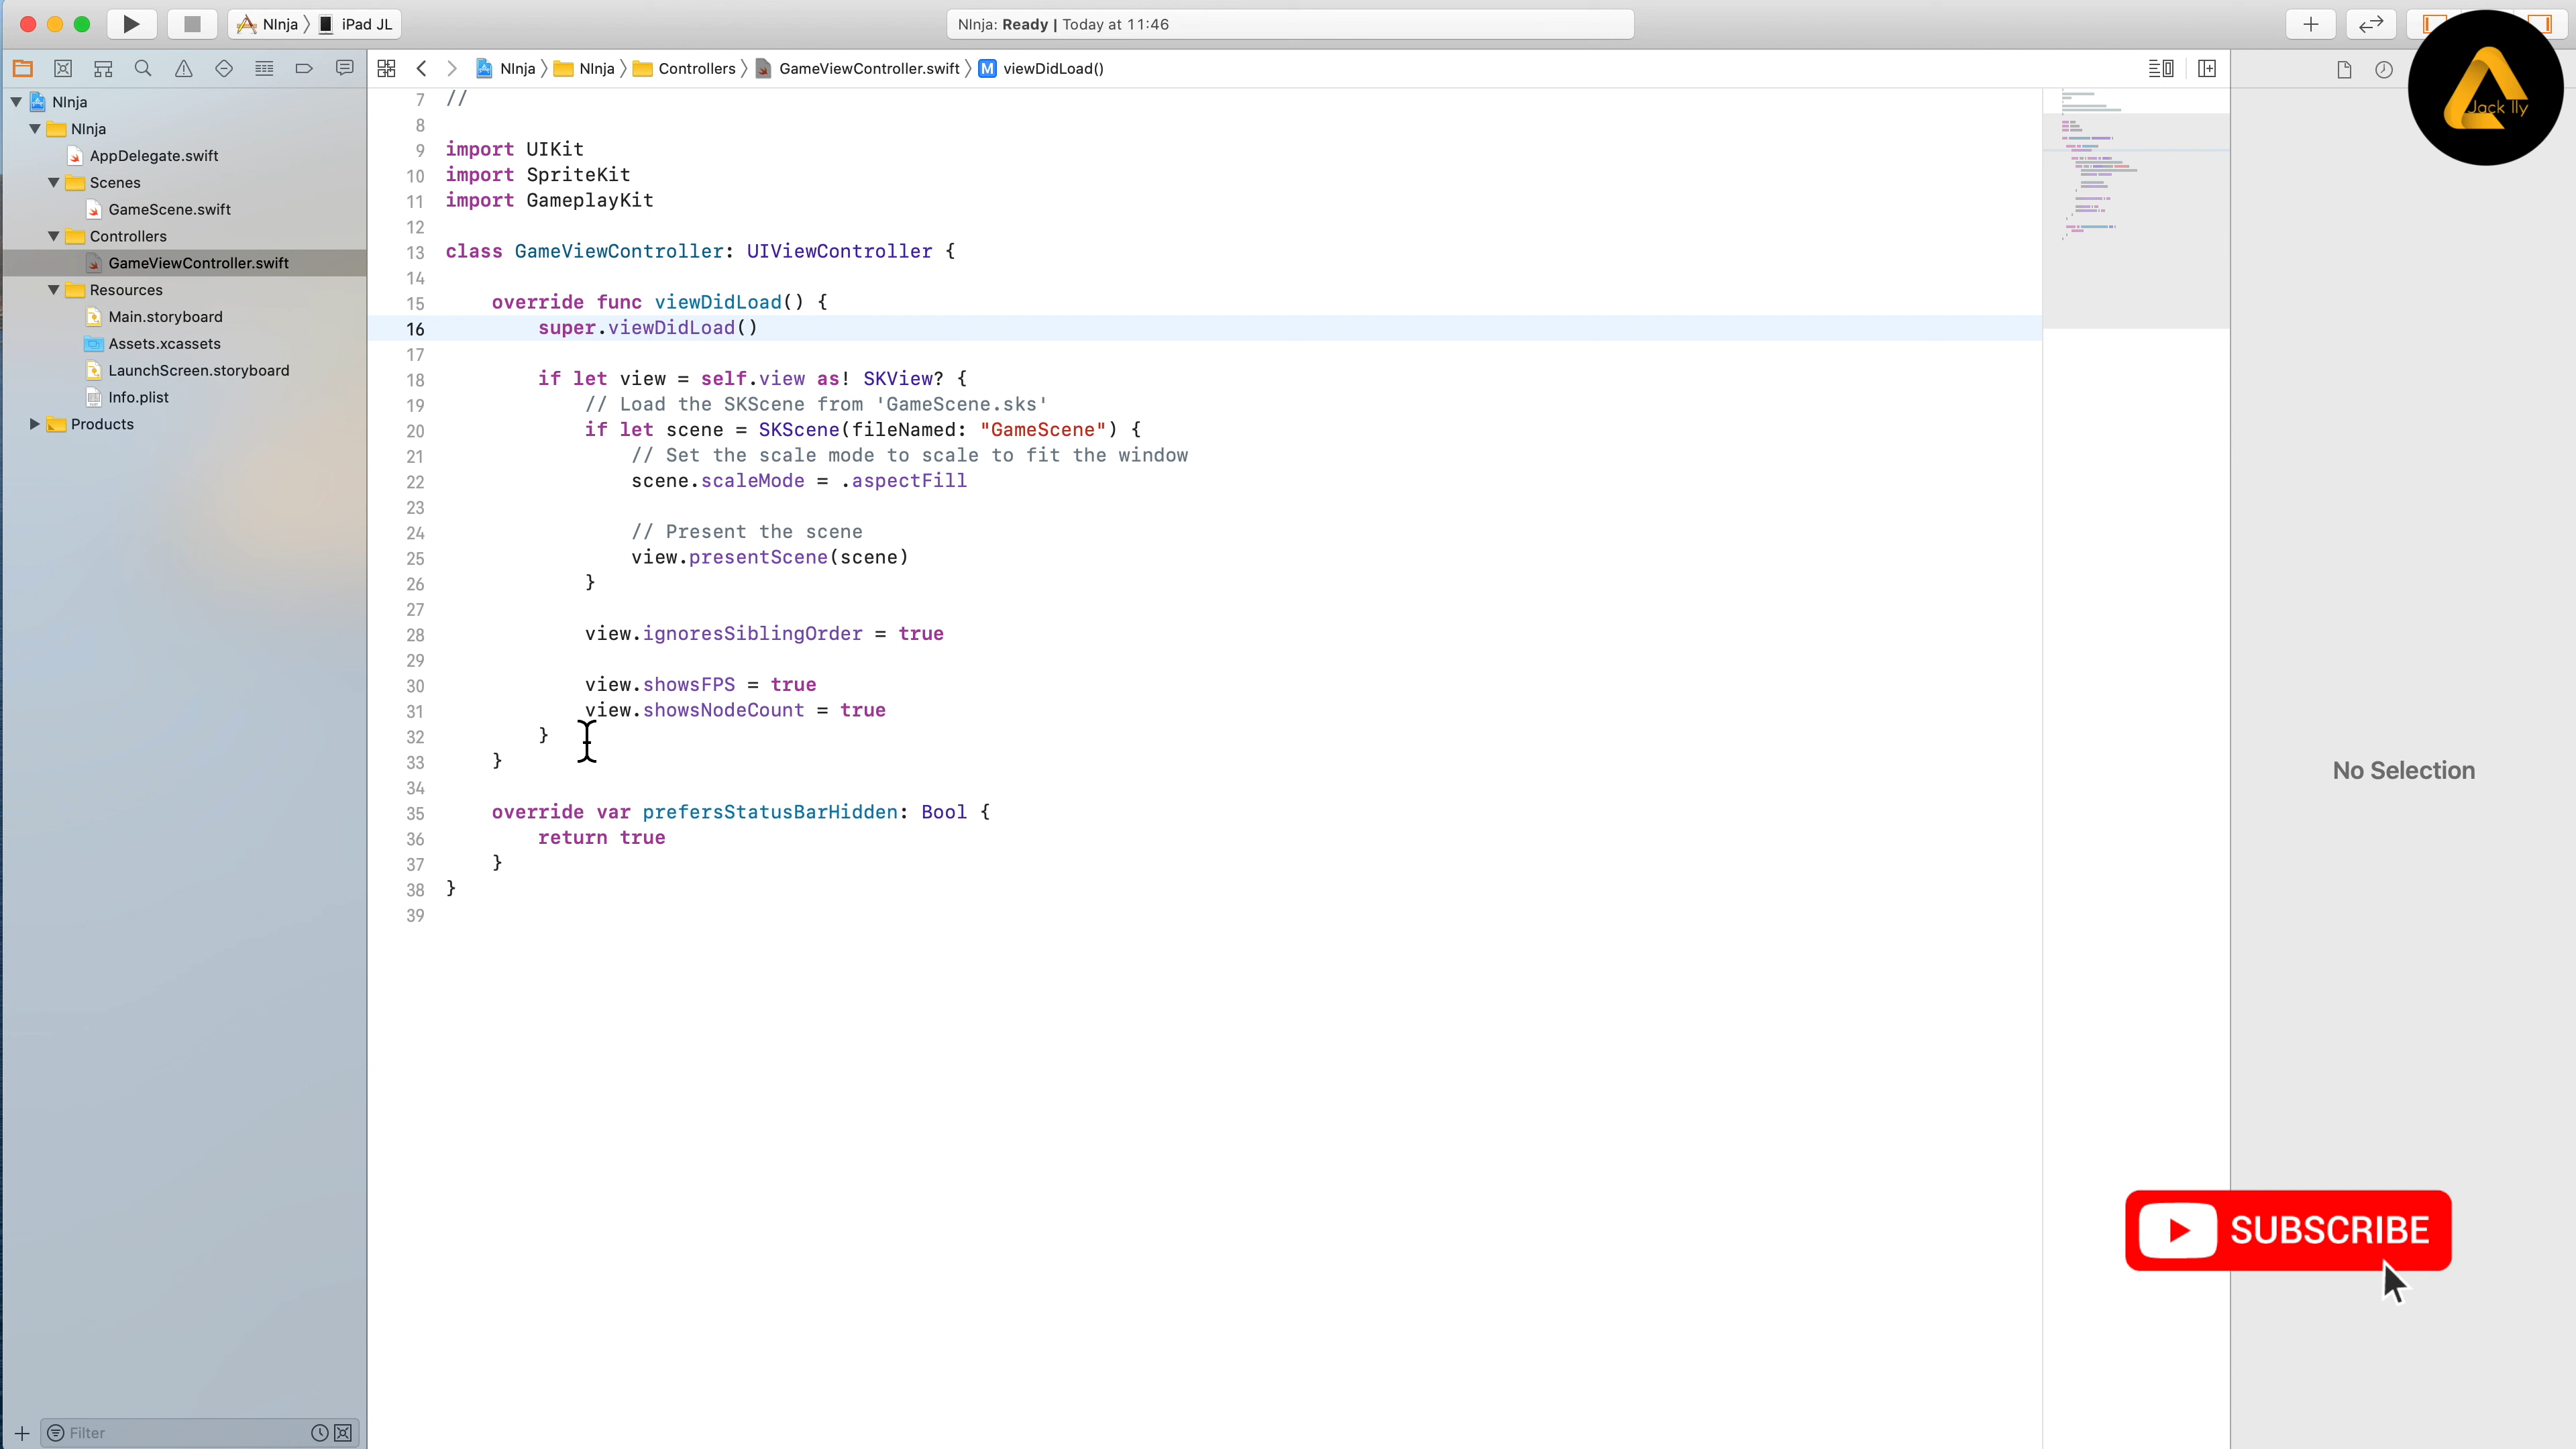 NInja 〉 iPad JL
NInja: Ready | Today at 11:46
NInja 〉 NInja 〉 Controllers 〉 GameViewController.swift 〉 M viewDidLoad()
Jack Ily
NInja
NInja
AppDelegate.swift
Scenes
GameScene.swift
Controllers
GameViewController.swift
Resources
Main.storyboard
Assets.xcassets
LaunchScreen.storyboard
Info.plist
Products
Filter
7 //
8
9 import UIKit
10 import SpriteKit
11 import GameplayKit
12
13 class GameViewController: UIViewController {
14
15     override func viewDidLoad() {
16         super.viewDidLoad()
17
18         if let view = self.view as! SKView? {
19             // Load the SKScene from 'GameScene.sks'
20             if let scene = SKScene(fileNamed: "GameScene") {
21                 // Set the scale mode to scale to fit the window
22                 scene.scaleMode = .aspectFill
23
24                 // Present the scene
25                 view.presentScene(scene)
26             }
27
28             view.ignoresSiblingOrder = true
29
30             view.showsFPS = true
31             view.showsNodeCount = true
32         }
33     }
34
35     override var prefersStatusBarHidden: Bool {
36         return true
37     }
38 }
39
No Selection
SUBSCRIBE